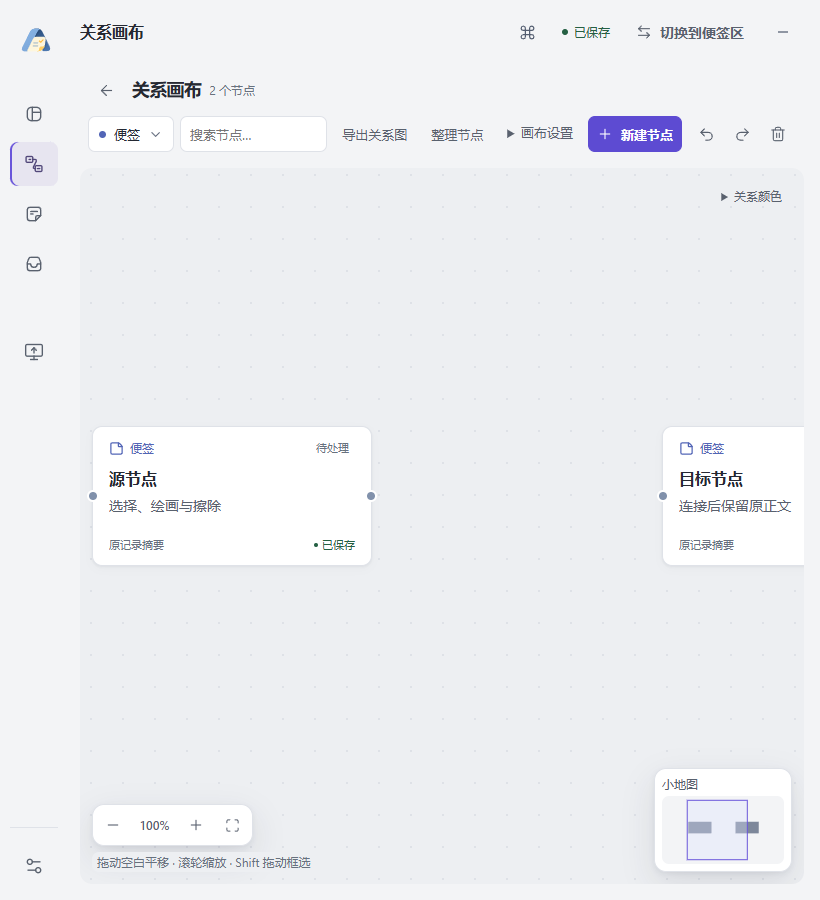 关系画布
已保存
切换到便签区
关系画布 2 个节点
便签
搜索节点...
导出关系图
整理节点
画布设置
新建节点
关系颜色
便签
待处理
源节点
选择、绘画与擦除
原记录摘要
已保存
便签
目标节点
连接后保留原正文
原记录摘要
小地图
100%
拖动空白平移 · 滚轮缩放 · Shift 拖动框选